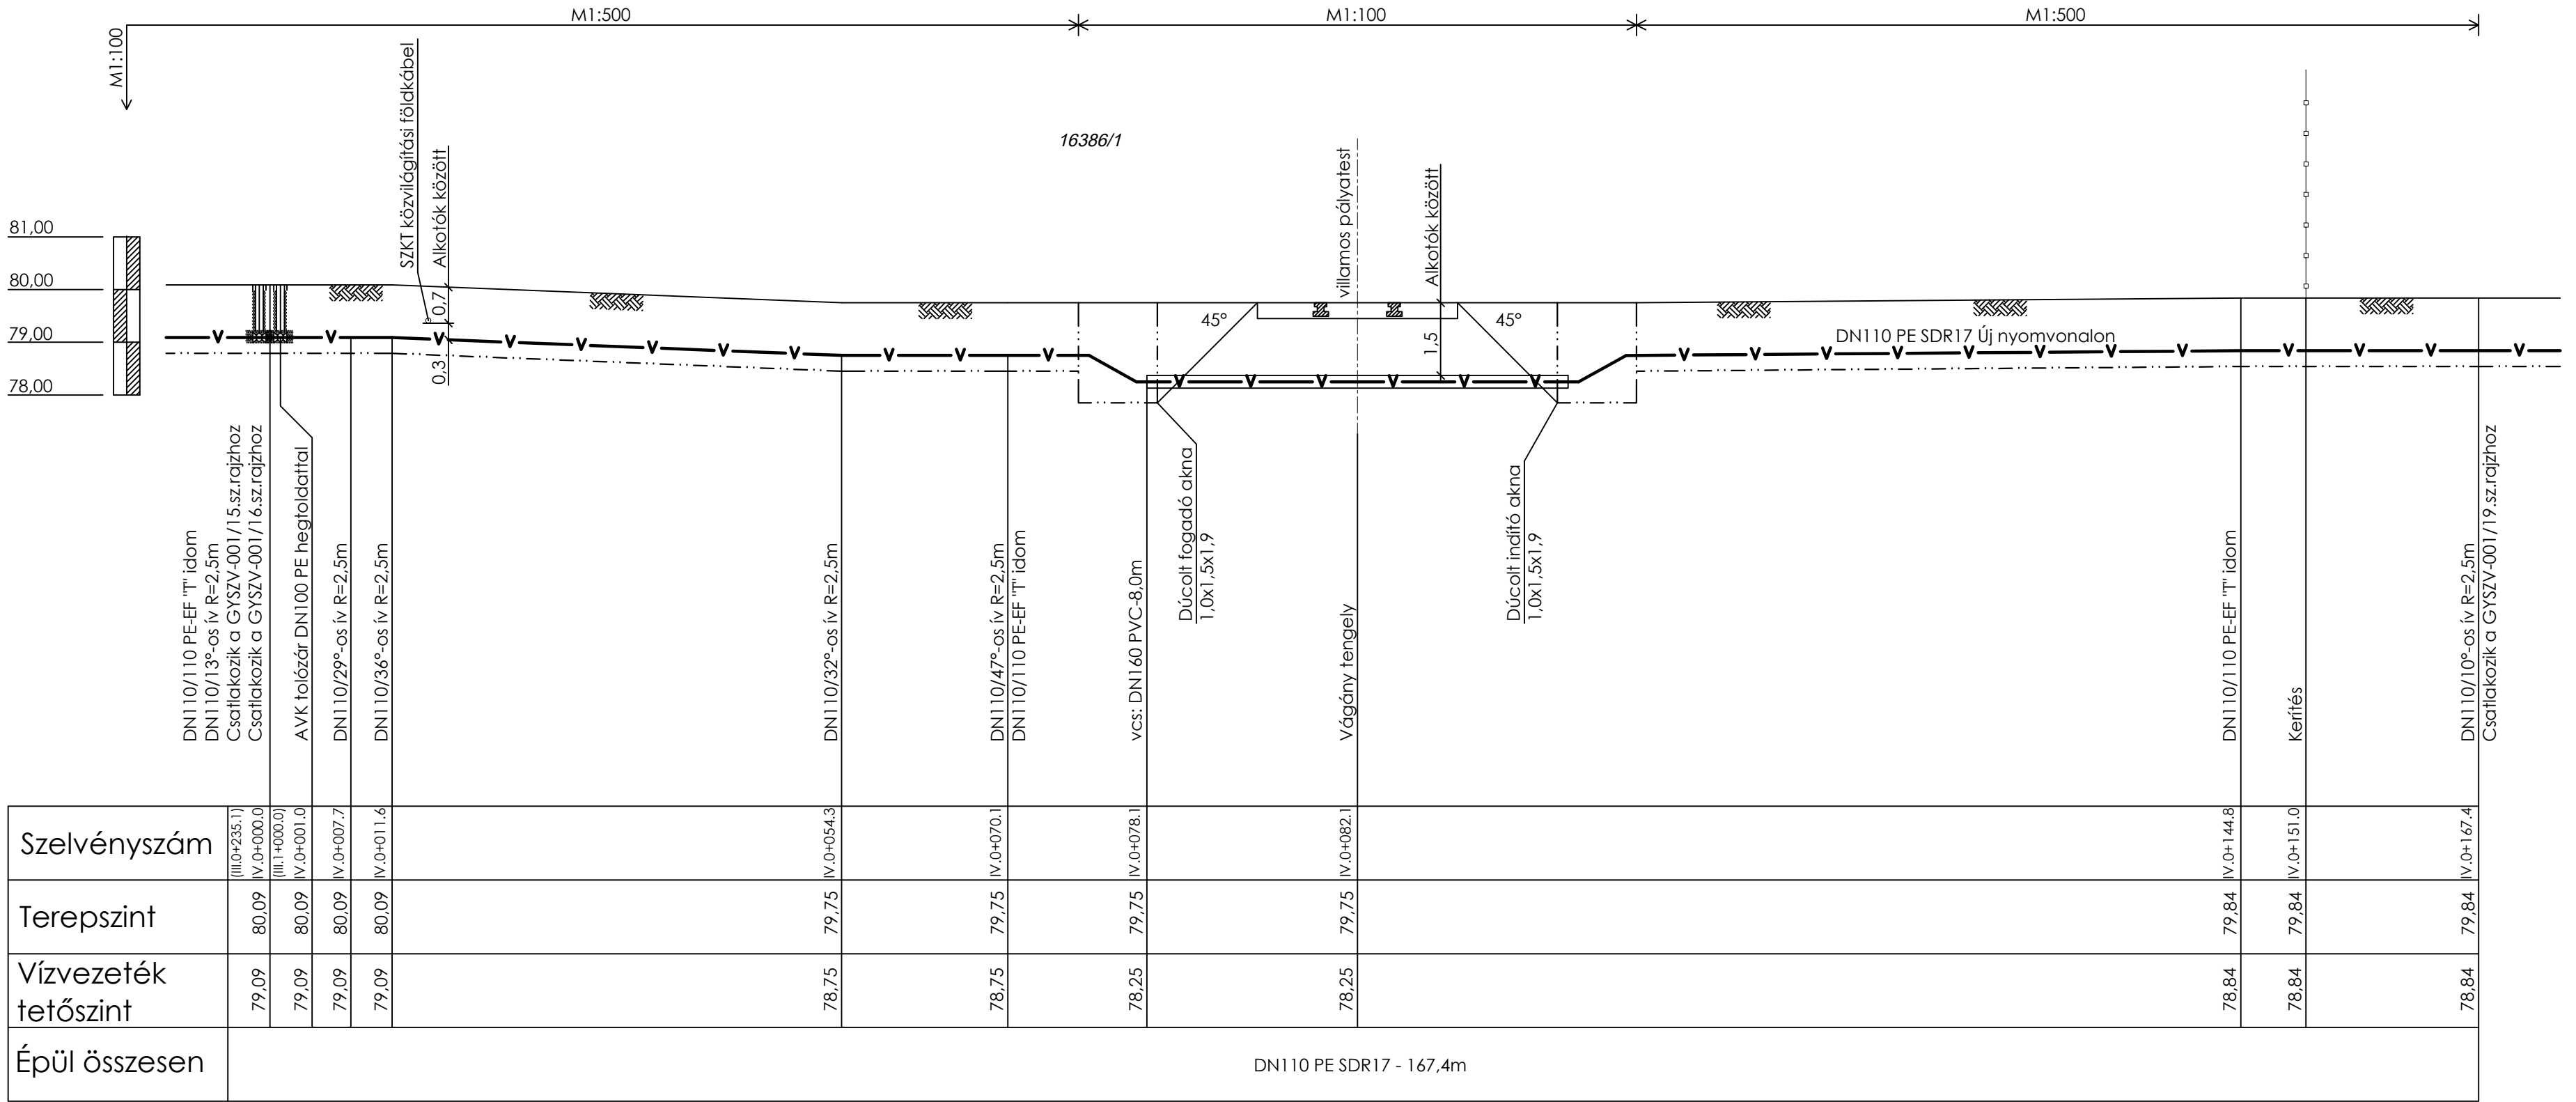 M1:500
M1:100
M1:500
M1:100
SZKT közvilágítási földkábel
Alkotók között
16386/1
villamos pályatest
Alkotók között
81,00
80,00
79,00
78,00
0,7
0,3
45°
45°
1,5
DN110 PE SDR17 Új nyomvonalon
DN110/110 PE-EF "T" idom
DN110/13°-os ív R=2,5m
Csatlakozik a GYSZV-001/15.sz.rajzhoz
Csatlakozik a GYSZV-001/16.sz.rajzhoz
AVK tolózár DN100 PE hegtoldattal
DN110/29°-os ív R=2,5m
DN110/36°-os ív R=2,5m
DN110/32°-os ív R=2,5m
DN110/47°-os ív R=2,5m
DN110/110 PE-EF "T" idom
vcs: DN160 PVC-8,0m
Dúcolt fogadó akna
1,0x1,5x1,9
Vágány tengely
Dúcolt indító akna
1,0x1,5x1,9
DN110/110 PE-EF "T" idom
Kerítés
DN110/10°-os ív R=2,5m
Csatlakozik a GYSZV-001/19.sz.rajzhoz
Szelvényszám
(III.0+235.1)
IV.0+000.0
(III.1+000.0)
IV.0+001.0
IV.0+007.7
IV.0+011.6
IV.0+054.3
IV.0+070.1
IV.0+078.1
IV.0+082.1
IV.0+144.8
IV.0+151.0
IV.0+167.4
Terepszint
80,09
80,09
80,09
80,09
79,75
79,75
79,75
79,75
79,84
79,84
79,84
Vízvezeték
tetőszint
79,09
79,09
79,09
79,09
78,75
78,75
78,25
78,25
78,84
78,84
78,84
Épül összesen
DN110 PE SDR17 - 167,4m